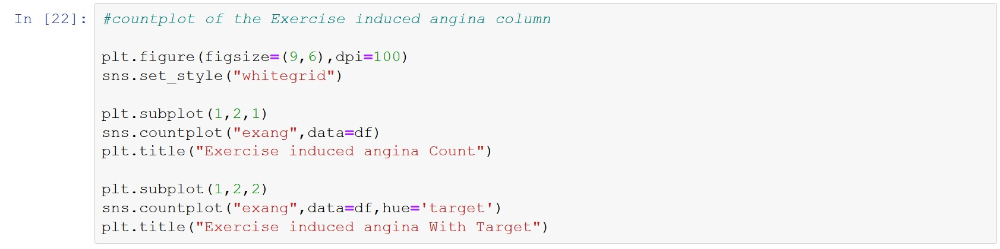 In [22]: #countplot of the Exercise induced angina column
plt.figure(figsize=(9,6),dpi=100)
sns.set_style("whitegrid")
plt.subplot(1,2,1)
sns.countplot("exang",data=df)
plt.title("Exercise induced angina Count")
plt.subplot(1,2,2)
sns.countplot("exang",data=df,hue='target')
plt.title("Exercise induced angina With Target")